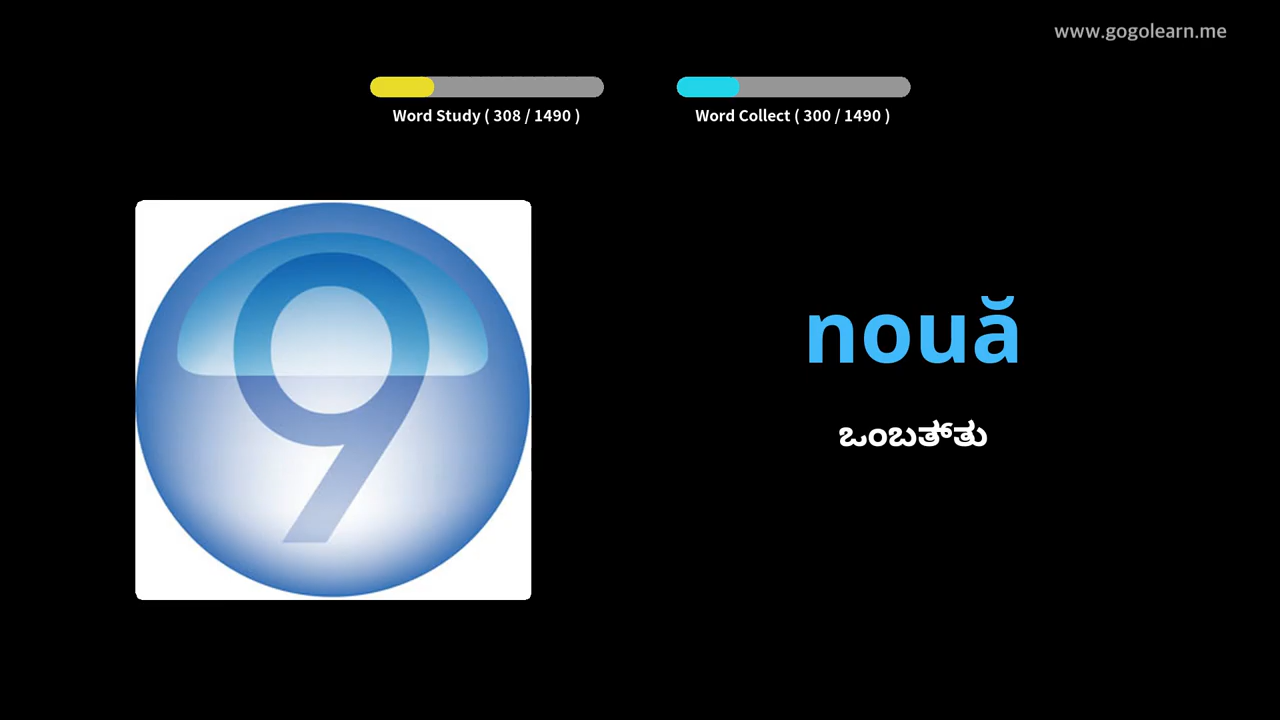 www.gogolearn.me
Word Study ( 308 / 1490 )
Word Collect ( 300 / 1490 )
9
nouă
ಒಂಬತ್ತು